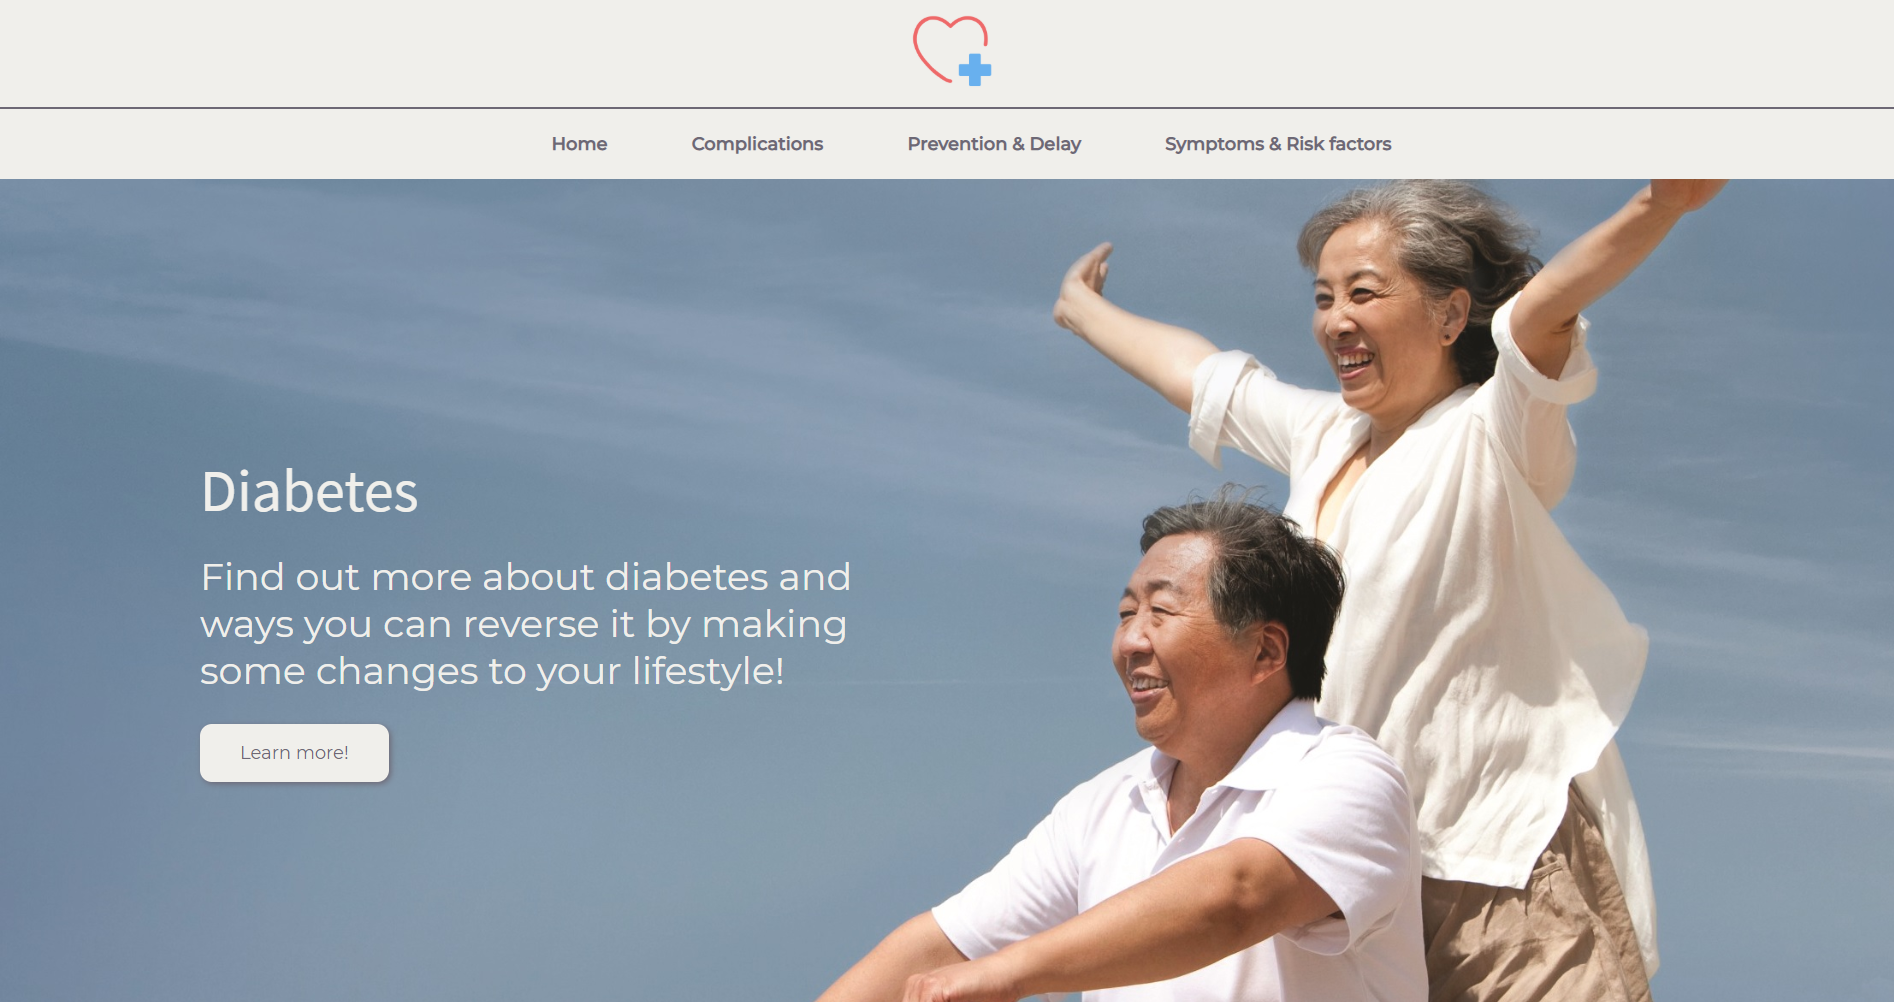 Home Complications Prevention & Delay Symptoms & Risk factors
Diabetes
Find out more about diabetes and
ways you can reverse it by making
some changes to your lifestyle!
Learn more!